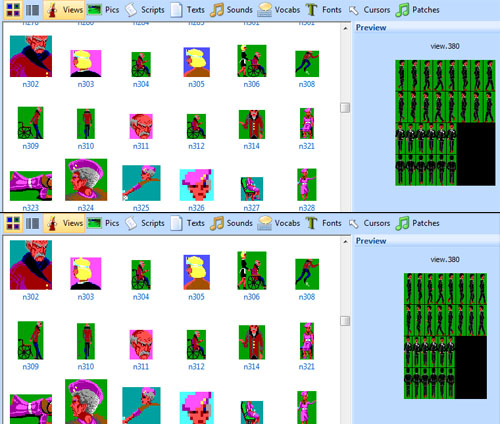 Views Pics Scripts Texts Sounds Vocabs Fonts Cursors Patches
Preview
view.380
n302 n303 n304 n305 n306 n308
n309 n310 n311 n312 n314 n321
n323 n324 n325 n326 n327 n328
Views Pics Scripts Texts Sounds Vocabs Fonts Cursors Patches
Preview
view.380
n302 n303 n304 n305 n306 n308
n309 n310 n311 n312 n314 n321